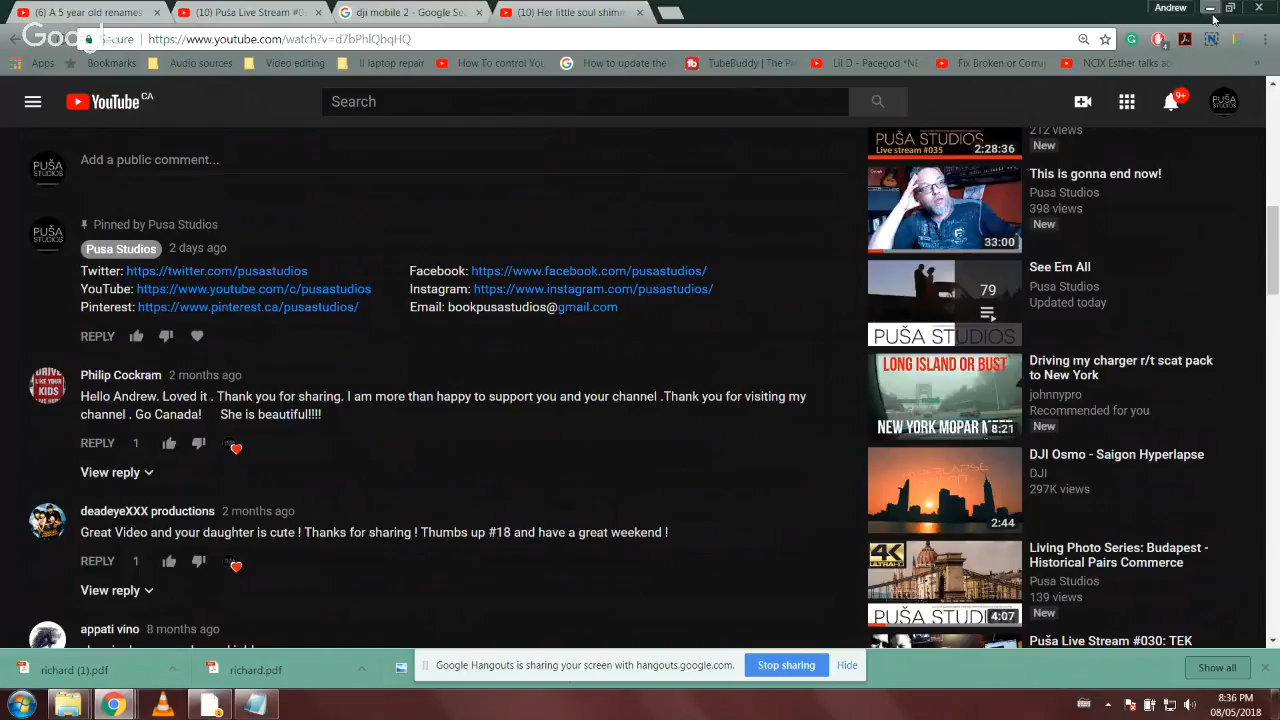 (6) A 5 year old renames
(10) Puša Live Stream #0
dji mobile 2 - Google Se
(10) Her little soul shimm
Andrew
Secure
https://www.youtube.com/watch?v=d7bPhlQbqHQ
Apps
Bookmarks
Audio sources
Video editing
ll laptop repair
How To control You
How to update the
TubeBuddy | The Pre
Lil D - Pacegod *NE
Fix Broken or Corrup
NCIX Esther talks ab
YouTube CA
Search
9+
PUŠA STUDIOS
Add a public comment...
Pinned by Pusa Studios
Pusa Studios 2 days ago
Twitter: https://twitter.com/pusastudios Facebook: https://www.facebook.com/pusastudios/
YouTube: https://www.youtube.com/c/pusastudios Instagram: https://www.instagram.com/pusastudios/
Pinterest: https://www.pinterest.ca/pusastudios/ Email: bookpusastudios@gmail.com
REPLY
Philip Cockram 2 months ago
Hello Andrew. Loved it . Thank you for sharing. I am more than happy to support you and your channel .Thank you for visiting my
channel . Go Canada! She is beautiful!!!!
REPLY 1
View reply
deadeyeXXX productions 2 months ago
Great Video and your daughter is cute ! Thanks for sharing ! Thumbs up #18 and have a great weekend !
REPLY 1
View reply
appati vino 8 months ago
PUŠA STUDIOS
Live stream #035
2:28:36
212 views
New
This is gonna end now!
Pusa Studios
398 views
New
33:00
See Em All
Pusa Studios
Updated today
79
PUŠA STUDIOS
LONG ISLAND OR BUST
NEW YORK MOPAR MEET
8:21
Driving my charger r/t scat pack
to New York
johnnypro
Recommended for you
New
DJI Osmo - Saigon Hyperlapse
DJI
297K views
2:44
4K
ULTRA HD
PUŠA STUDIOS
4:07
Living Photo Series: Budapest -
Historical Pairs Commerce
Pusa Studios
139 views
New
Puša Live Stream #030: TEK
richard (1).pdf
richard.pdf
Google Hangouts is sharing your screen with hangouts.google.com.
Stop sharing
Hide
Show all
8:36 PM
08/05/2018